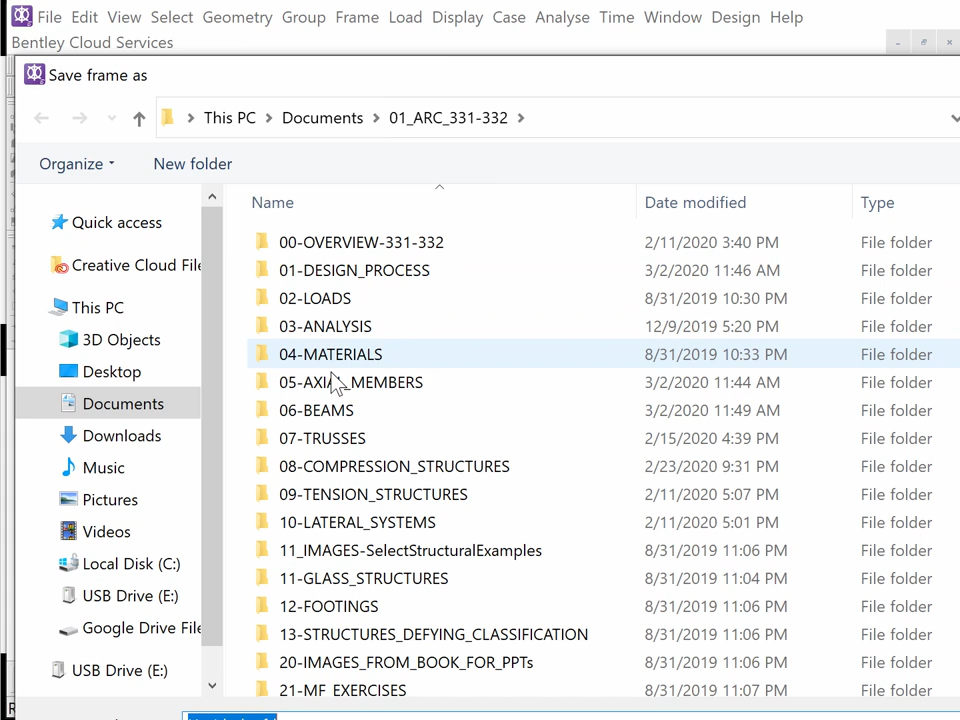 File Edit View Select Geometry Group Frame Load Display Case Analyse Time Window Design Help
Bentley Cloud Services
Save frame as
This PC > Documents > 01_ARC_331-332 >
Organize New folder
Name Date modified Type
Quick access
Creative Cloud File
This PC
3D Objects
Desktop
Documents
Downloads
Music
Pictures
Videos
Local Disk (C:)
USB Drive (E:)
Google Drive File
USB Drive (E:)
00-OVERVIEW-331-332 2/11/2020 3:40 PM File folder
01-DESIGN_PROCESS 3/2/2020 11:46 AM File folder
02-LOADS 8/31/2019 10:30 PM File folder
03-ANALYSIS 12/9/2019 5:20 PM File folder
04-MATERIALS 8/31/2019 10:33 PM File folder
05-AXIAL_MEMBERS 3/2/2020 11:44 AM File folder
06-BEAMS 3/2/2020 11:49 AM File folder
07-TRUSSES 2/15/2020 4:39 PM File folder
08-COMPRESSION_STRUCTURES 2/23/2020 9:31 PM File folder
09-TENSION_STRUCTURES 2/11/2020 5:07 PM File folder
10-LATERAL_SYSTEMS 2/11/2020 5:01 PM File folder
11_IMAGES-SelectStructuralExamples 8/31/2019 11:06 PM File folder
11-GLASS_STRUCTURES 8/31/2019 11:04 PM File folder
12-FOOTINGS 8/31/2019 11:06 PM File folder
13-STRUCTURES_DEFYING_CLASSIFICATION 8/31/2019 11:06 PM File folder
20-IMAGES_FROM_BOOK_FOR_PPTs 8/31/2019 11:06 PM File folder
21-MF_EXERCISES 8/31/2019 11:07 PM File folder